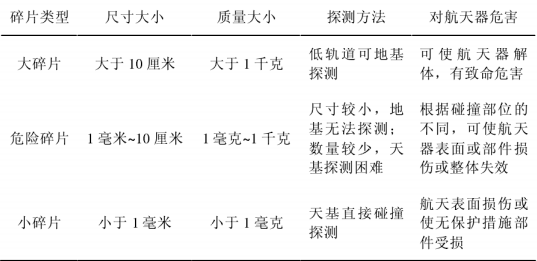 碎片类型 尺寸大小 质量大小 探测方法 对航天器危害
大碎片 大于 10 厘米 大于 1 千克 低轨道可地基探测 可使航天器解体，有致命危害
危险碎片 1 毫米~10 厘米 1 毫克~1 千克 尺寸较小，地基无法探测；数量较少，天基探测困难 根据碰撞部位的不同，可使航天器表面或部件损伤或整体失效
小碎片 小于 1 毫米 小于 1 毫克 天基直接碰撞探测 航天表面损伤或使无保护措施部件受损